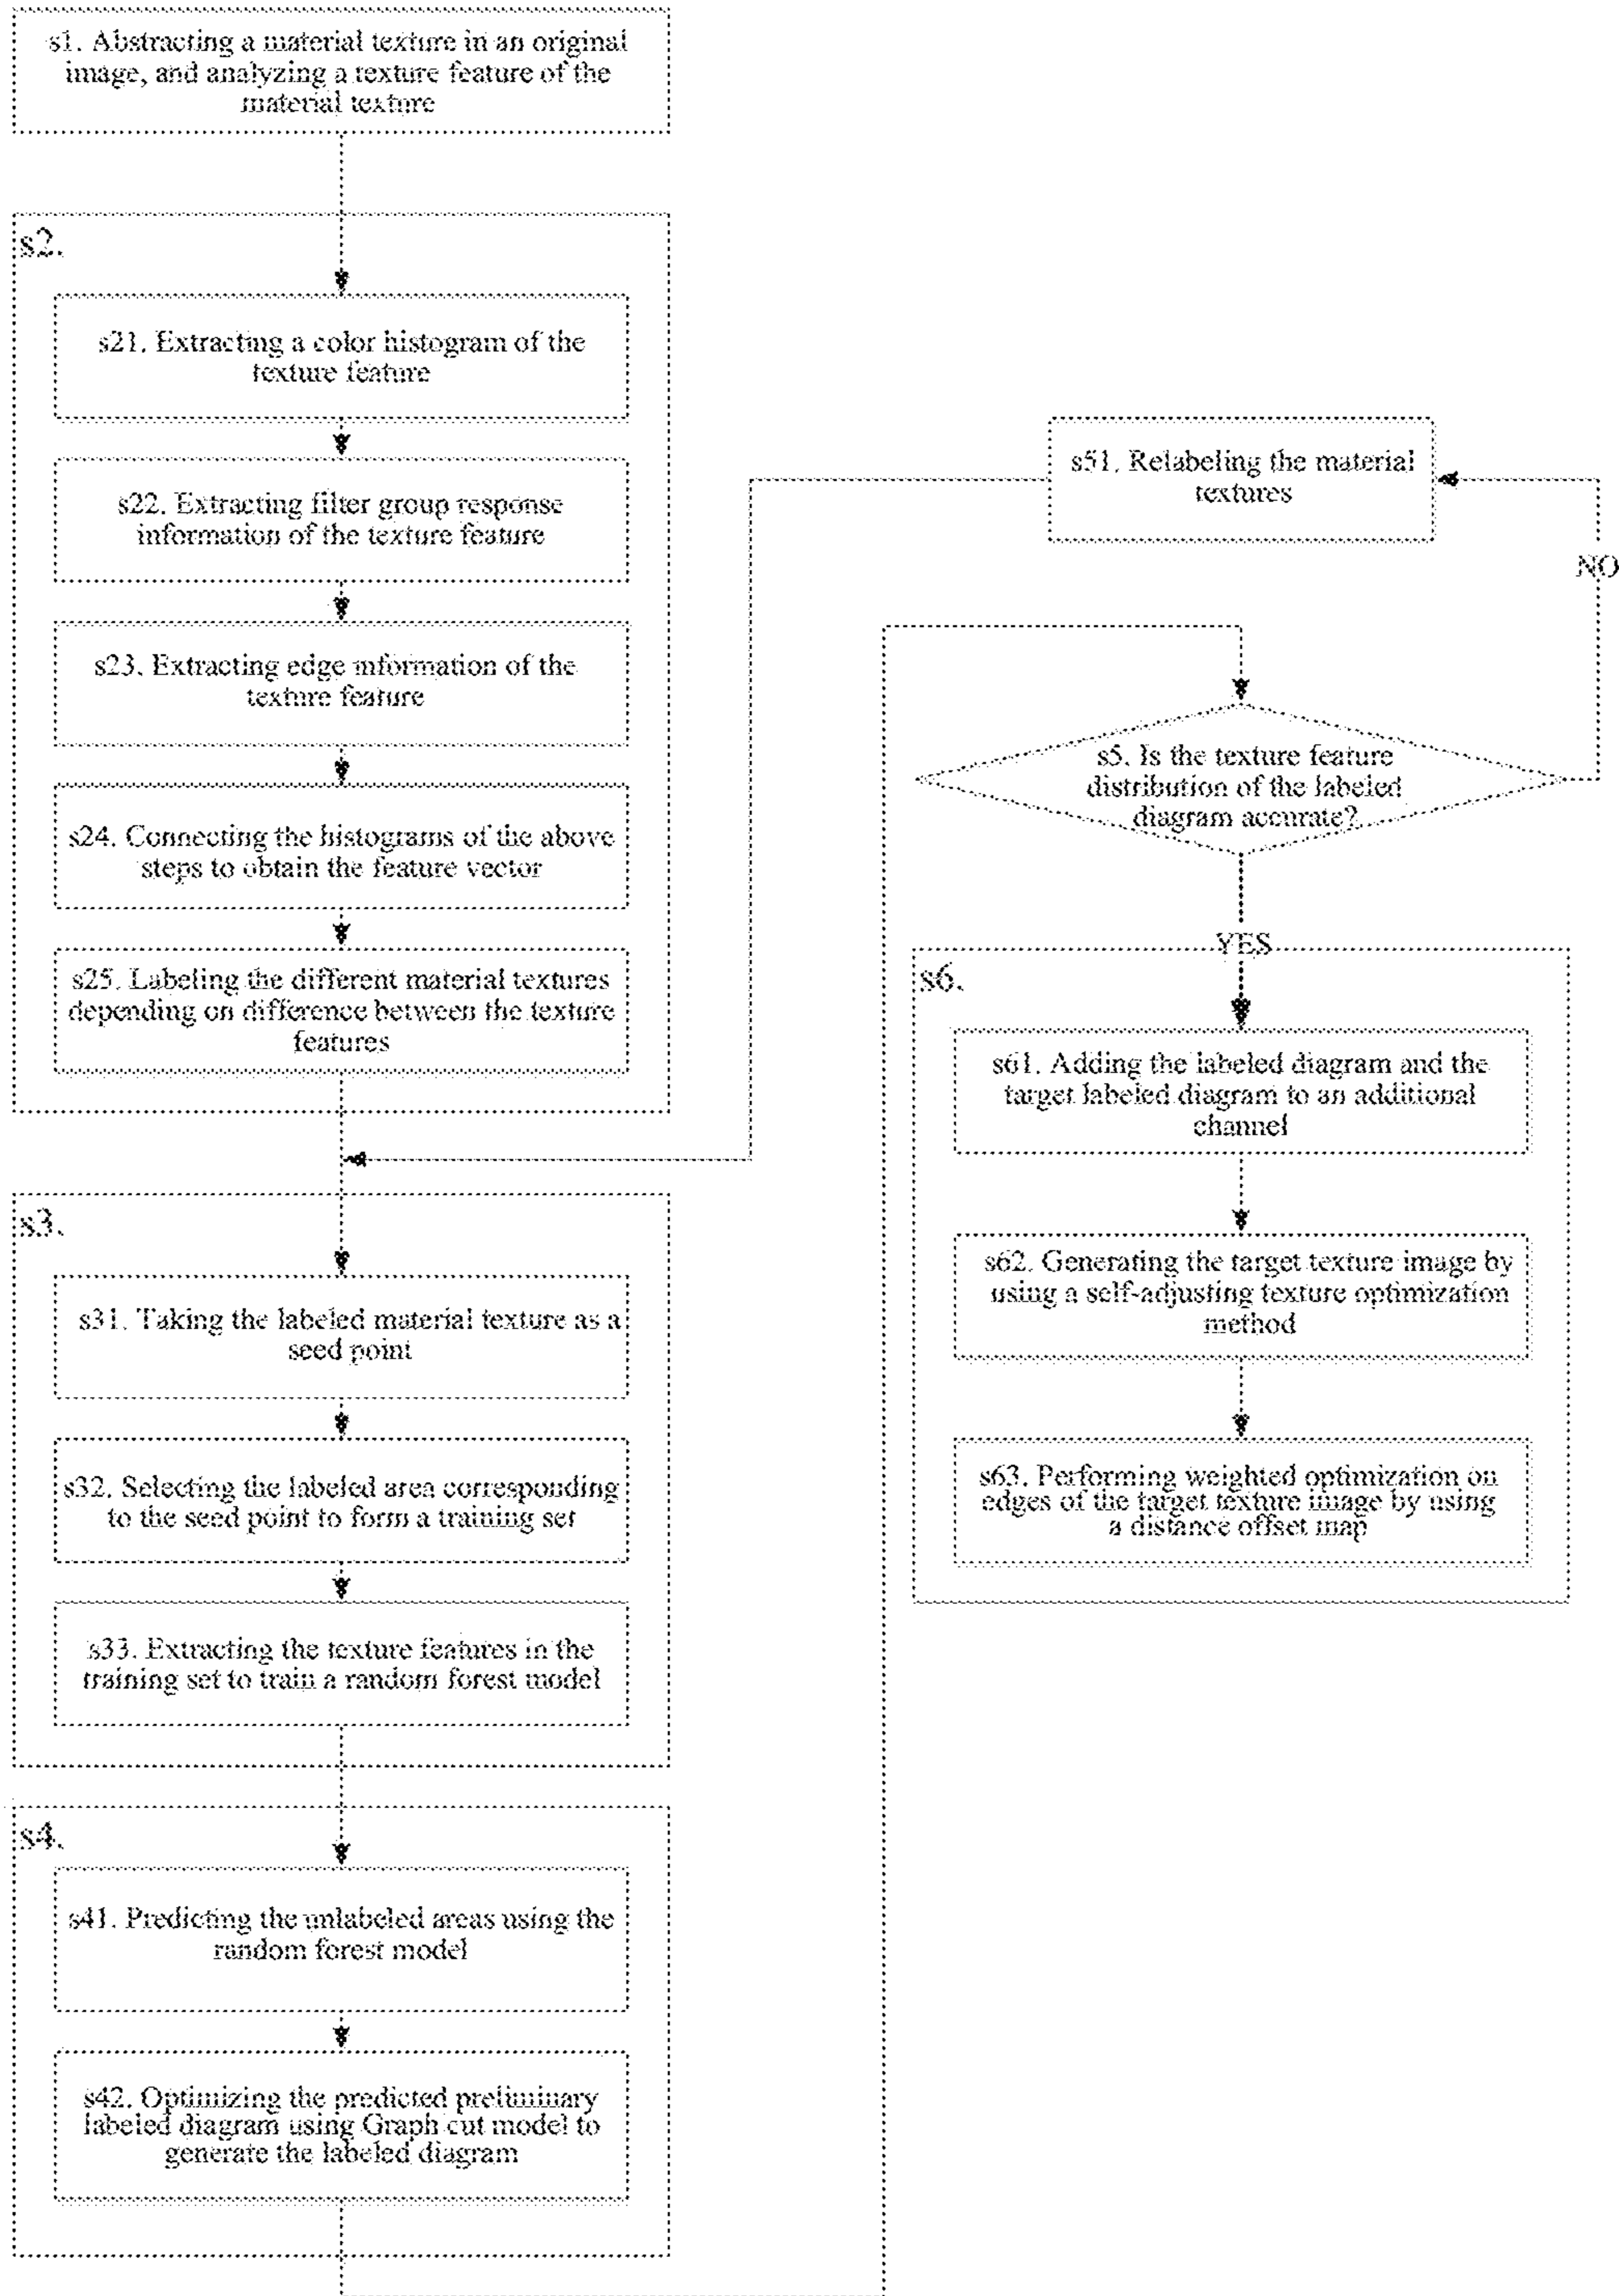 s1. Abstracting a material texture in an original
image, and analyzing a texture feature of the
material texture
s2.
s21. Extracting a color histogram of the
texture feature
s22. Extracting filter group response
information of the texture feature
s23. Extracting edge information of the
texture feature
s24. Connecting the histograms of the above
steps to obtain the feature vector
s25. Labeling the different material textures
depending on difference between the texture
features
s3.
s31. Taking the labeled material texture as a
seed point
s32. Selecting the labeled area corresponding
to the seed point to form a training set
s33. Extracting the texture features in the
training set to train a random forest model
s4.
s41. Predicting the unlabeled areas using the
random forest model
s42. Optimizing the predicted preliminary
labeled diagram using Graph cut model to
generate the labeled diagram
s51. Relabeling the material
textures
NO
s5. Is the texture feature
distribution of the labeled
diagram accurate?
YES
s6.
s61. Adding the labeled diagram and the
target labeled diagram to an additional
channel
s62. Generating the target texture image by
using a self-adjusting texture optimization
method
s63. Performing weighted optimization on
edges of the target texture image by using
a distance offset map